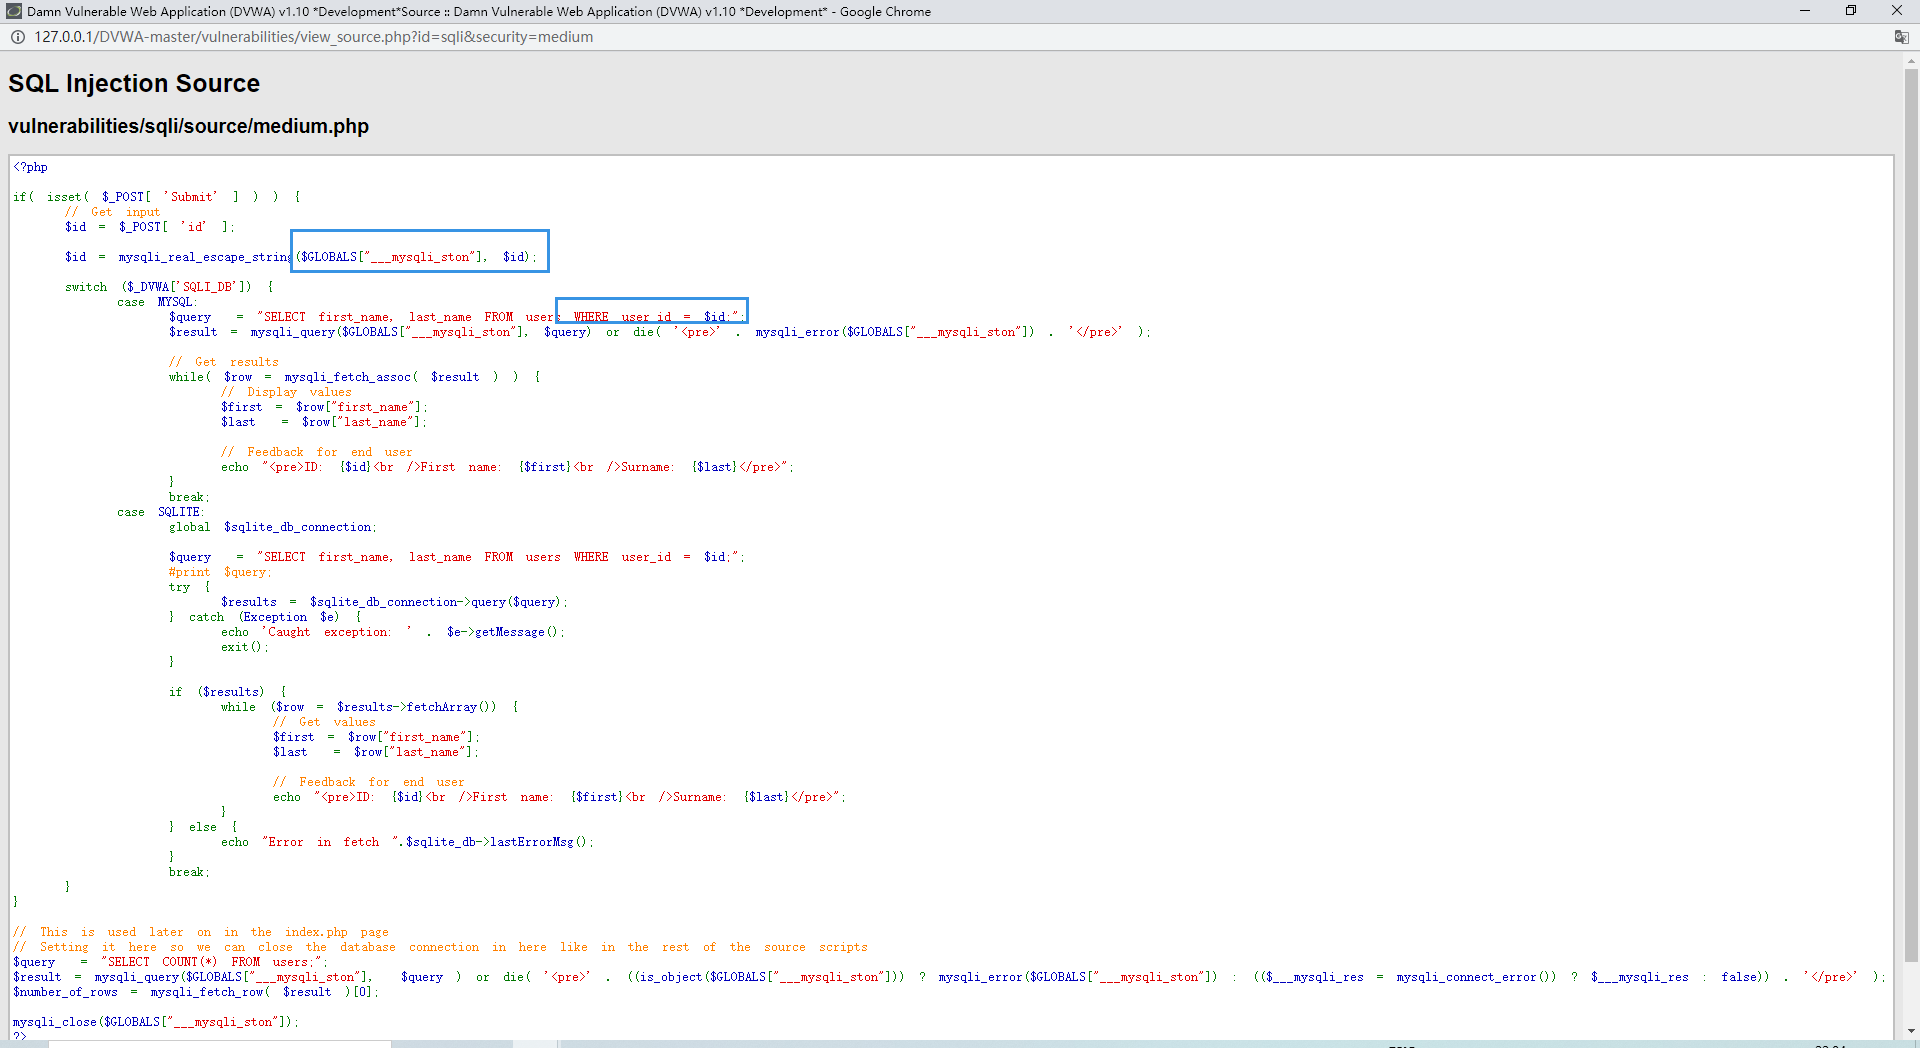 Damn Vulnerable Web Application (DVWA) v1.10 *Development*Source :: Damn Vulnerable Web Application (DVWA) v1.10 *Development* - Google Chrome
127.0.0.1/DVWA-master/vulnerabilities/view_source.php?id=sqli&security=medium
SQL Injection Source
vulnerabilities/sqli/source/medium.php
<?php
if( isset( $_POST[ 'Submit' ] ) ) {
// Get input
$id = $_POST[ 'id' ];
$id = mysqli_real_escape_string($GLOBALS["___mysqli_ston"], $id);
switch ($_DVWA['SQLI_DB']) {
case MYSQL:
$query = "SELECT first_name, last_name FROM users WHERE user_id = $id;";
$result = mysqli_query($GLOBALS["___mysqli_ston"], $query) or die( '<pre>' . mysqli_error($GLOBALS["___mysqli_ston"]) . '</pre>' );
// Get results
while( $row = mysqli_fetch_assoc( $result ) ) {
// Display values
$first = $row["first_name"];
$last = $row["last_name"];
// Feedback for end user
echo "<pre>ID: {$id}<br />First name: {$first}<br />Surname: {$last}</pre>";
}
break;
case SQLITE:
global $sqlite_db_connection;
$query = "SELECT first_name, last_name FROM users WHERE user_id = $id;";
#print $query;
try {
$results = $sqlite_db_connection->query($query);
} catch (Exception $e) {
echo 'Caught exception: ' . $e->getMessage();
exit();
}
if ($results) {
while ($row = $results->fetchArray()) {
// Get values
$first = $row["first_name"];
$last = $row["last_name"];
// Feedback for end user
echo "<pre>ID: {$id}<br />First name: {$first}<br />Surname: {$last}</pre>";
}
} else {
echo "Error in fetch ".$sqlite_db->lastErrorMsg();
}
break;
}
}
// This is used later on in the index.php page
// Setting it here so we can close the database connection in here like in the rest of the source scripts
$query = "SELECT COUNT(*) FROM users;";
$result = mysqli_query($GLOBALS["___mysqli_ston"], $query ) or die( '<pre>' . ((is_object($GLOBALS["___mysqli_ston"])) ? mysqli_error($GLOBALS["___mysqli_ston"]) : (($___mysqli_res = mysqli_connect_error()) ? $___mysqli_res : false)) . '</pre>' );
$number_of_rows = mysqli_fetch_row( $result )[0];
mysqli_close($GLOBALS["___mysqli_ston"]);
?>